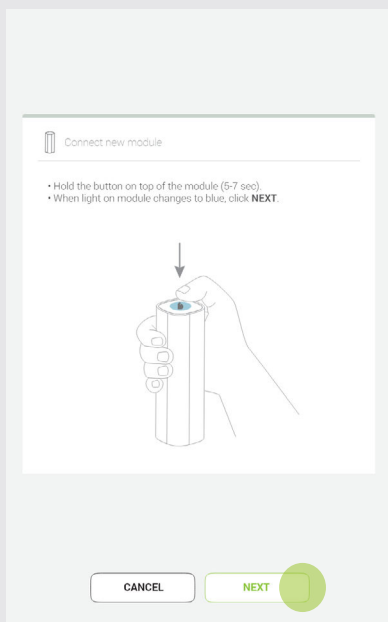 Connect new module
• Hold the button on top of the module (5-7 sec).
• When light on module changes to blue, click NEXT.
CANCEL
NEXT